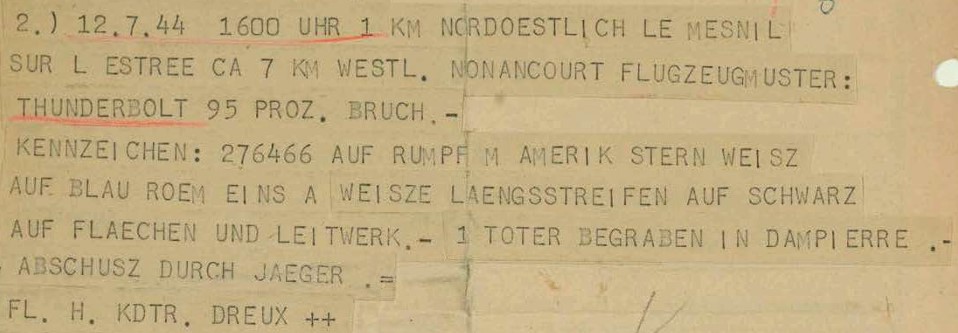 2.) 12.7.44 1600 UHR 1 KM NORDOESTLICH LE MESNIL
SUR L ESTREE CA 7 KM WESTL. NONANCOURT FLUGZEUGMUSTER:
THUNDERBOLT 95 PROZ. BRUCH.-
KENNZEICHEN: 276466 AUF RUMPF M AMERIK STERN WEISZ
AUF BLAU ROEM EINS A WEISZE LAENGSSTREIFEN AUF SCHWARZ
AUF FLAECHEN UND LEITWERK.- 1 TOTER BEGRABEN IN DAMPIERRE .-
ABSCHUSZ DURCH JAEGER .=
FL. H. KDTR. DREUX ++